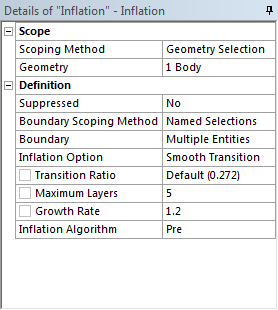 Details of "Inflation" - Inflation
Scope
Scoping Method Geometry Selection
Geometry 1 Body
Definition
Suppressed No
Boundary Scoping Method Named Selections
Boundary Multiple Entities
Inflation Option Smooth Transition
Transition Ratio Default (0.272)
Maximum Layers 5
Growth Rate 1.2
Inflation Algorithm Pre